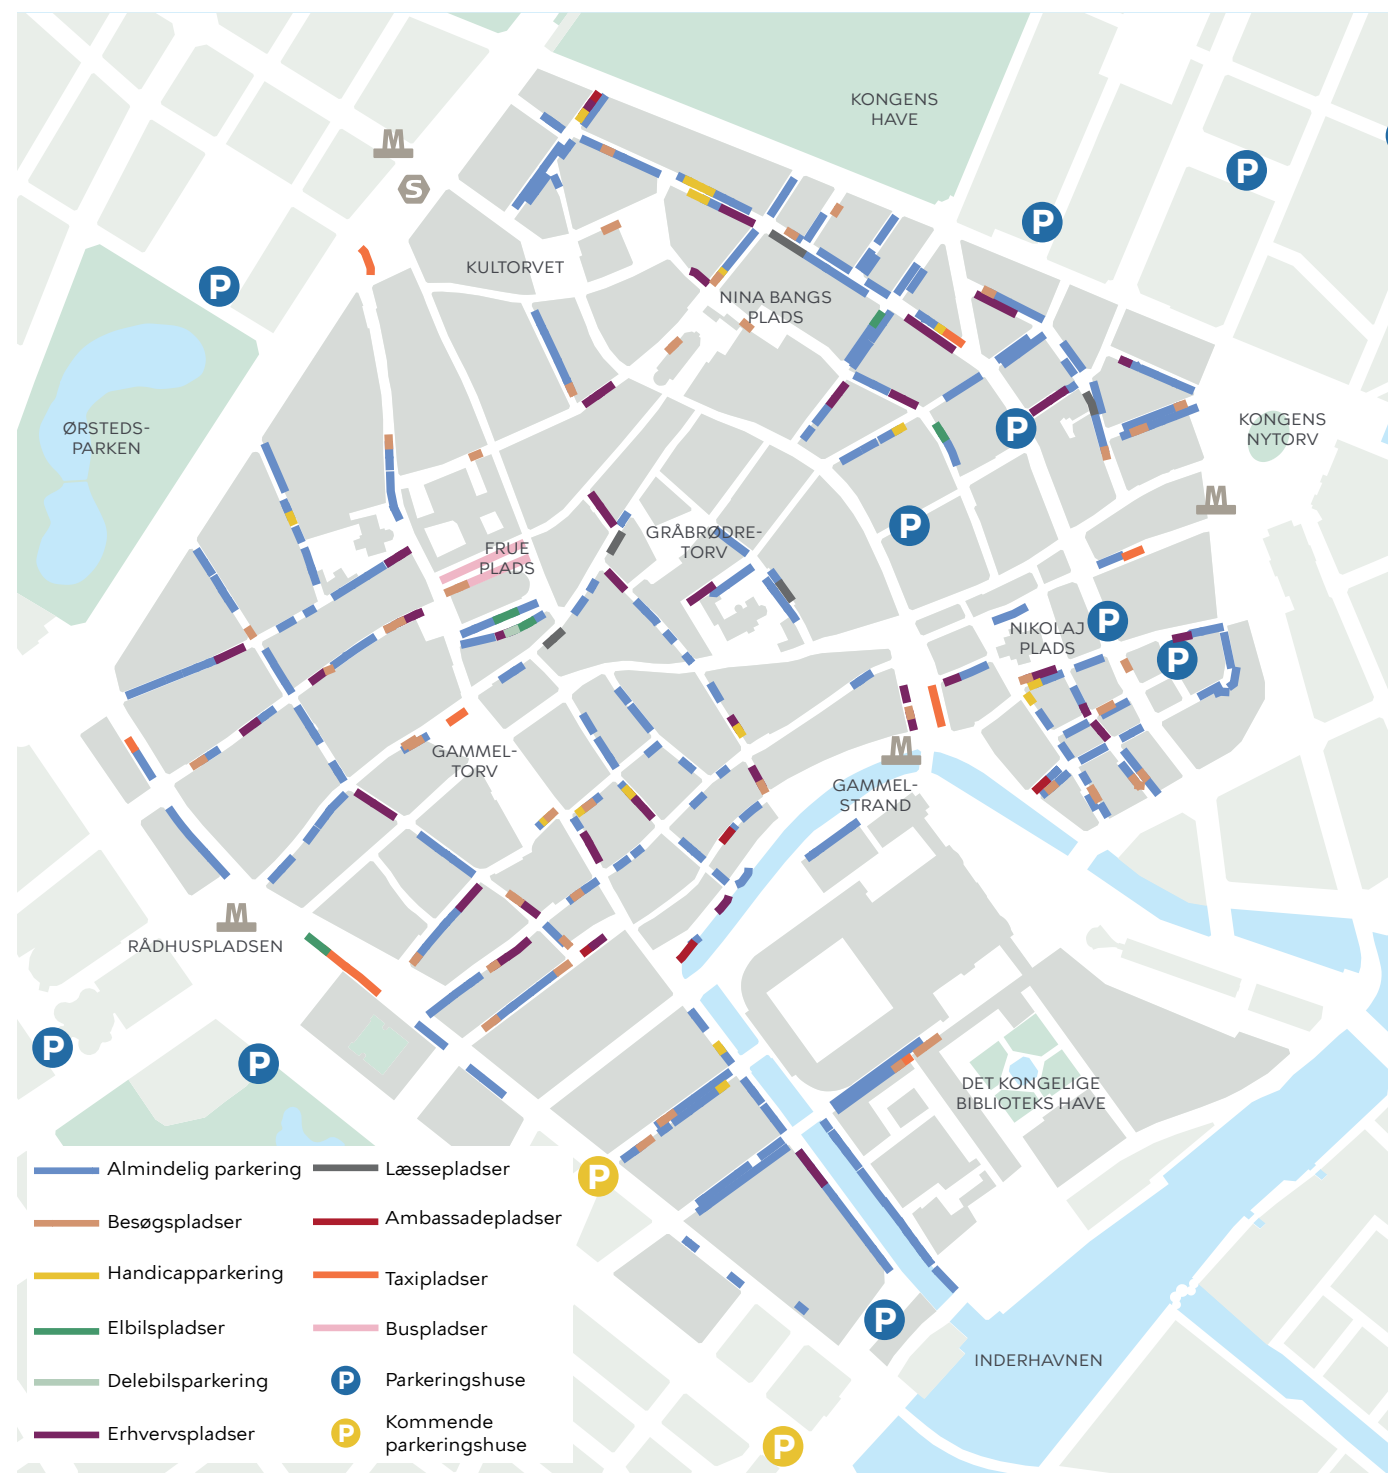 KONGENS
HAVE
P
P
M
S
KULTORVET
P
NINA BANGS
PLADS
ØRSTEDS-
PARKEN
P
KONGENS
NYTORV
M
P
FRUE
PLADS
GRÅBRØDRE-
TORV
NIKOLAJ
PLADS
P
P
GAMMEL-
TORV
M
GAMMEL-
STRAND
M
RÅDHUSPLADSEN
P
P
DET KONGELIGE
BIBLIOTEKS HAVE
P
P
INDERHAVNEN
P
Almindelig parkering
Besøgspladser
Handicapparkering
Elbilspladser
Delebilsparkering
Erhvervspladser
Læssepladser
Ambassadepladser
Taxipladser
Buspladser
P Parkeringshuse
P Kommende
parkeringshuse